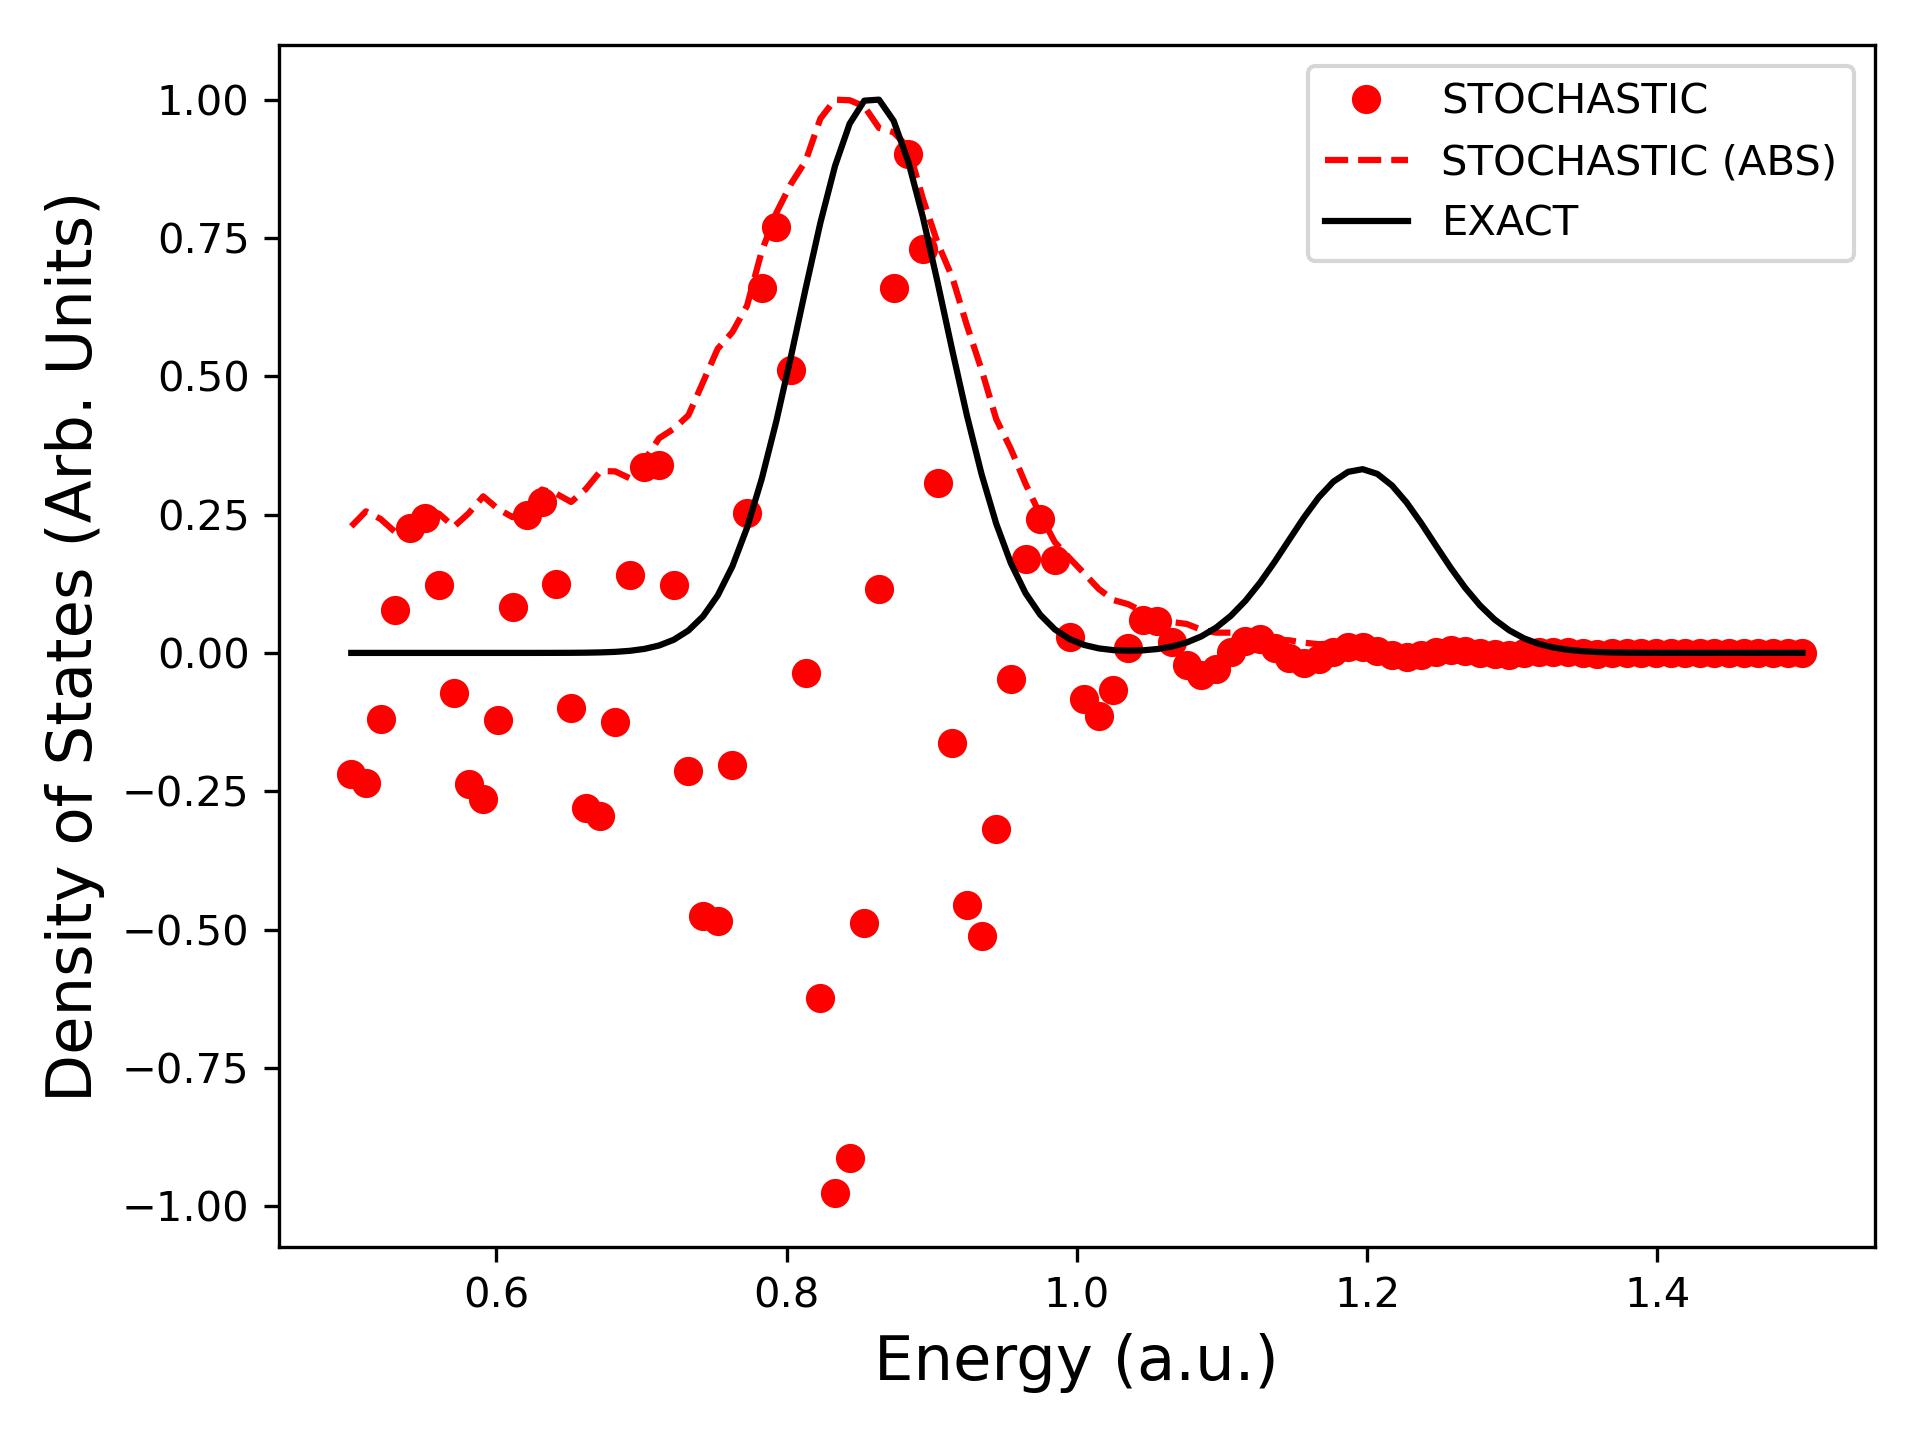 STOCHASTIC
STOCHASTIC (ABS)
EXACT
1.00
0.75
0.50
0.25
0.00
−0.25
−0.50
−0.75
−1.00
Density of States (Arb. Units)
0.6 0.8 1.0 1.2 1.4
Energy (a.u.)